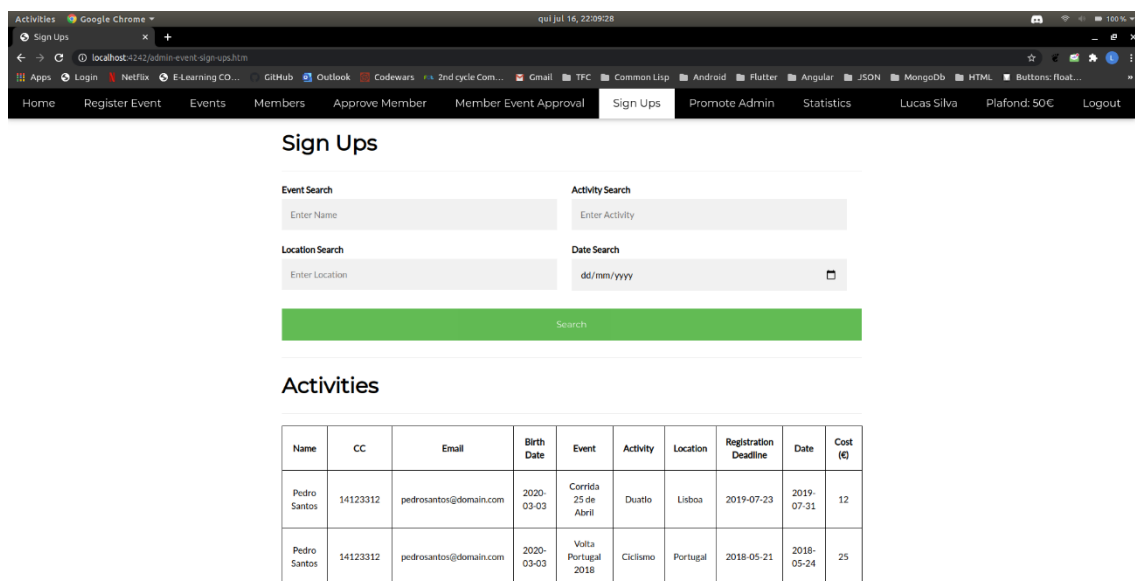 Activities Google Chrome qui jul 16, 22:09:28 100 %
Sign Ups × +
localhost:4242/admin-event-sign-ups.htm
Apps Login Netflix E-Learning CO... GitHub Outlook Codewars 2nd cycle Com... Gmail TFC Common Lisp Android Flutter Angular JSON MongoDb HTML Buttons: float... »
Home Register Event Events Members Approve Member Member Event Approval Sign Ups Promote Admin Statistics Lucas Silva Plafond: 50€ Logout
Sign Ups
Event Search Activity Search
Enter Name Enter Activity
Location Search Date Search
Enter Location dd/mm/yyyy
Search
Activities
Name CC Email Birth Date Event Activity Location Registration Deadline Date Cost (€)
Pedro Santos 14123312 pedrosantos@domain.com 2020-03-03 Corrida 25 de Abril Duatlo Lisboa 2019-07-23 2019-07-31 12
Pedro Santos 14123312 pedrosantos@domain.com 2020-03-03 Volta Portugal 2018 Ciclismo Portugal 2018-05-21 2018-05-24 25